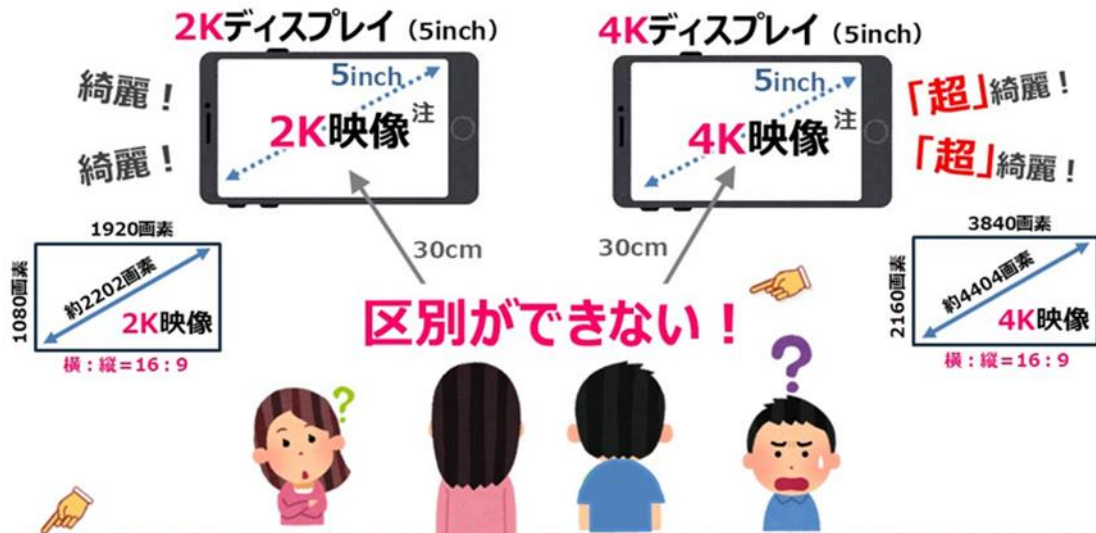 2Kディスプレイ（5inch）
4Kディスプレイ（5inch）
綺麗！
綺麗！
5inch
2K映像 注
5inch
4K映像 注
「超」綺麗！
「超」綺麗！
30cm
30cm
1920画素
1080画素
約2202画素
2K映像
横：縦＝16：9
3840画素
2160画素
約4404画素
4K映像
横：縦＝16：9
区別ができない！
?
?